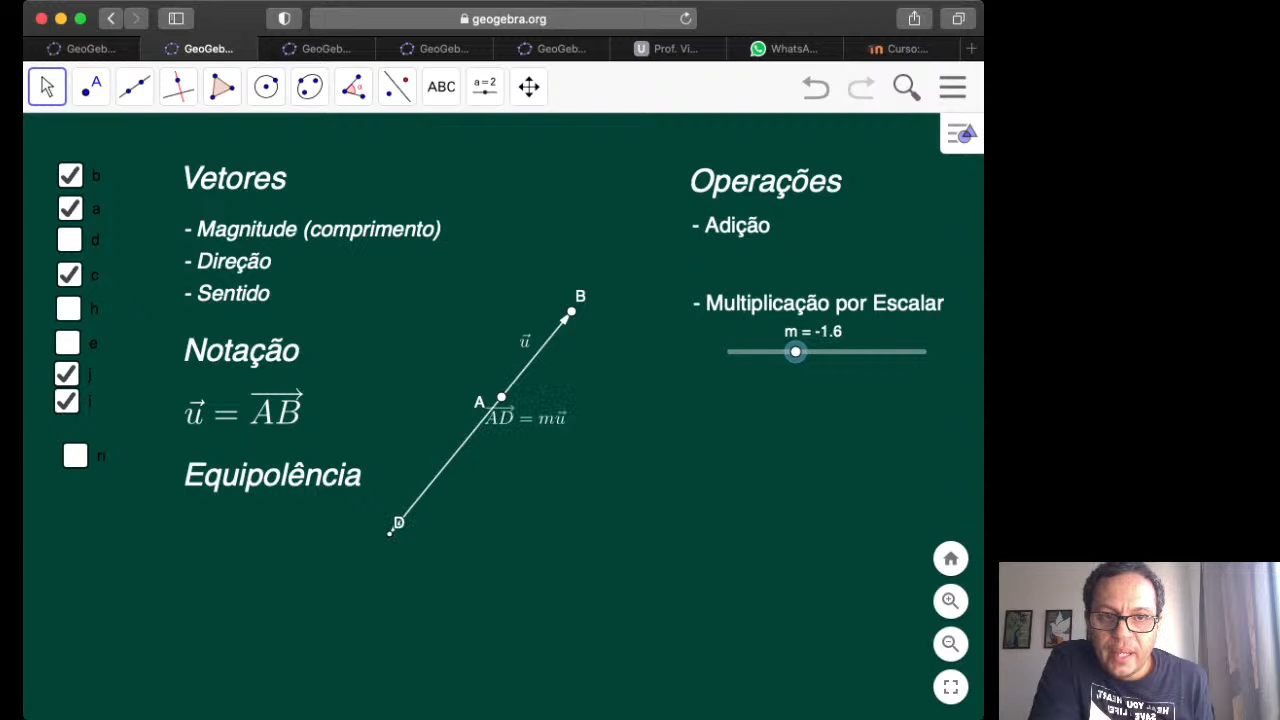 geogebra.org
GeoGeb...
GeoGeb...
GeoGeb...
GeoGeb...
GeoGeb...
U
Prof. Vi...
WhatsA...
in
Curso:...
A
α
ABC
a=2
b
a
d
c
h
e
j
i
n
Vetores
- Magnitude (comprimento)
- Direção
- Sentido
Notação
u⃗ = AB⃗
Equipolência
B
u⃗
A
AD⃗ = mu⃗
D
Operações
- Adição
- Multiplicação por Escalar
m = -1.6